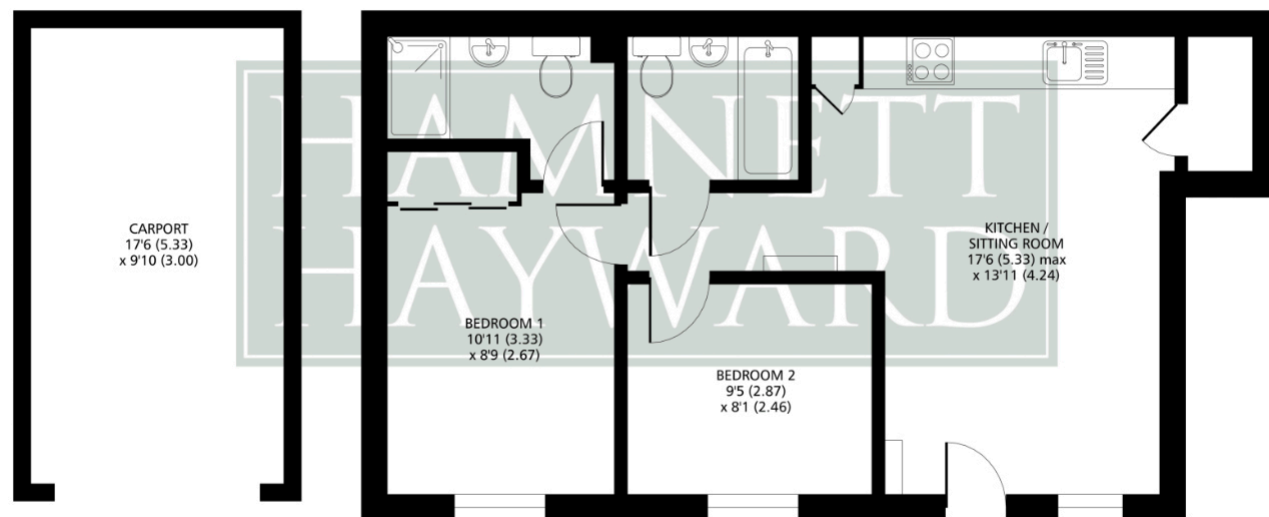 HAMNETT
HAYWARD
CARPORT
17'6 (5.33)
x 9'10 (3.00)
BEDROOM 1
10'11 (3.33)
x 8'9 (2.67)
BEDROOM 2
9'5 (2.87)
x 8'1 (2.46)
KITCHEN /
SITTING ROOM
17'6 (5.33) max
x 13'11 (4.24)